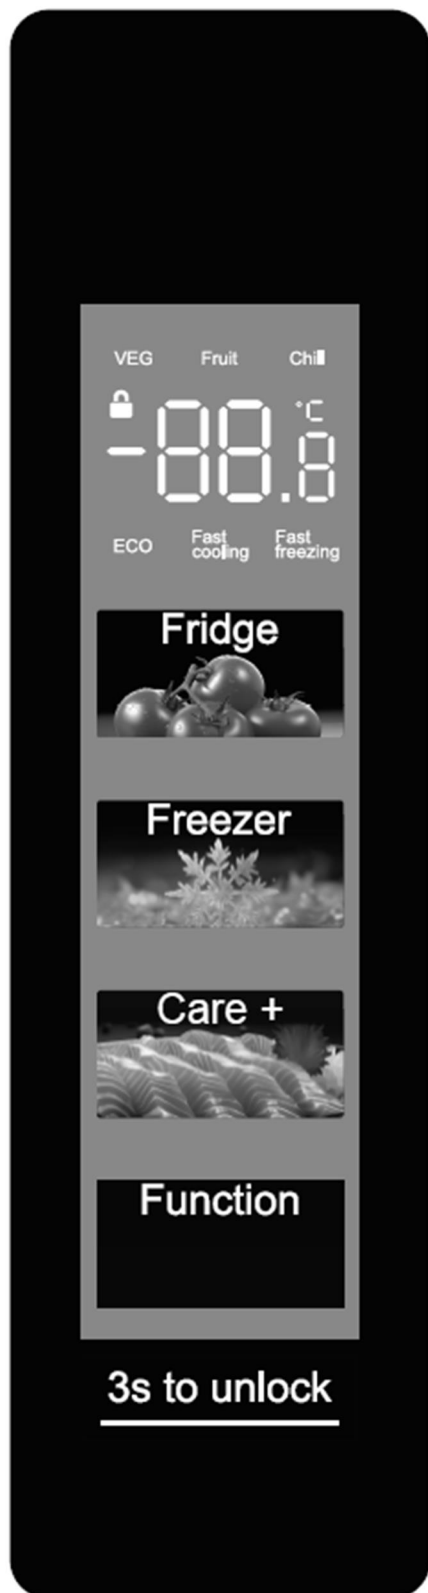 VEG Fruit Chill
°C
-88.8
ECO Fast cooling Fast freezing
Fridge
Freezer
Care +
Function
3s to unlock